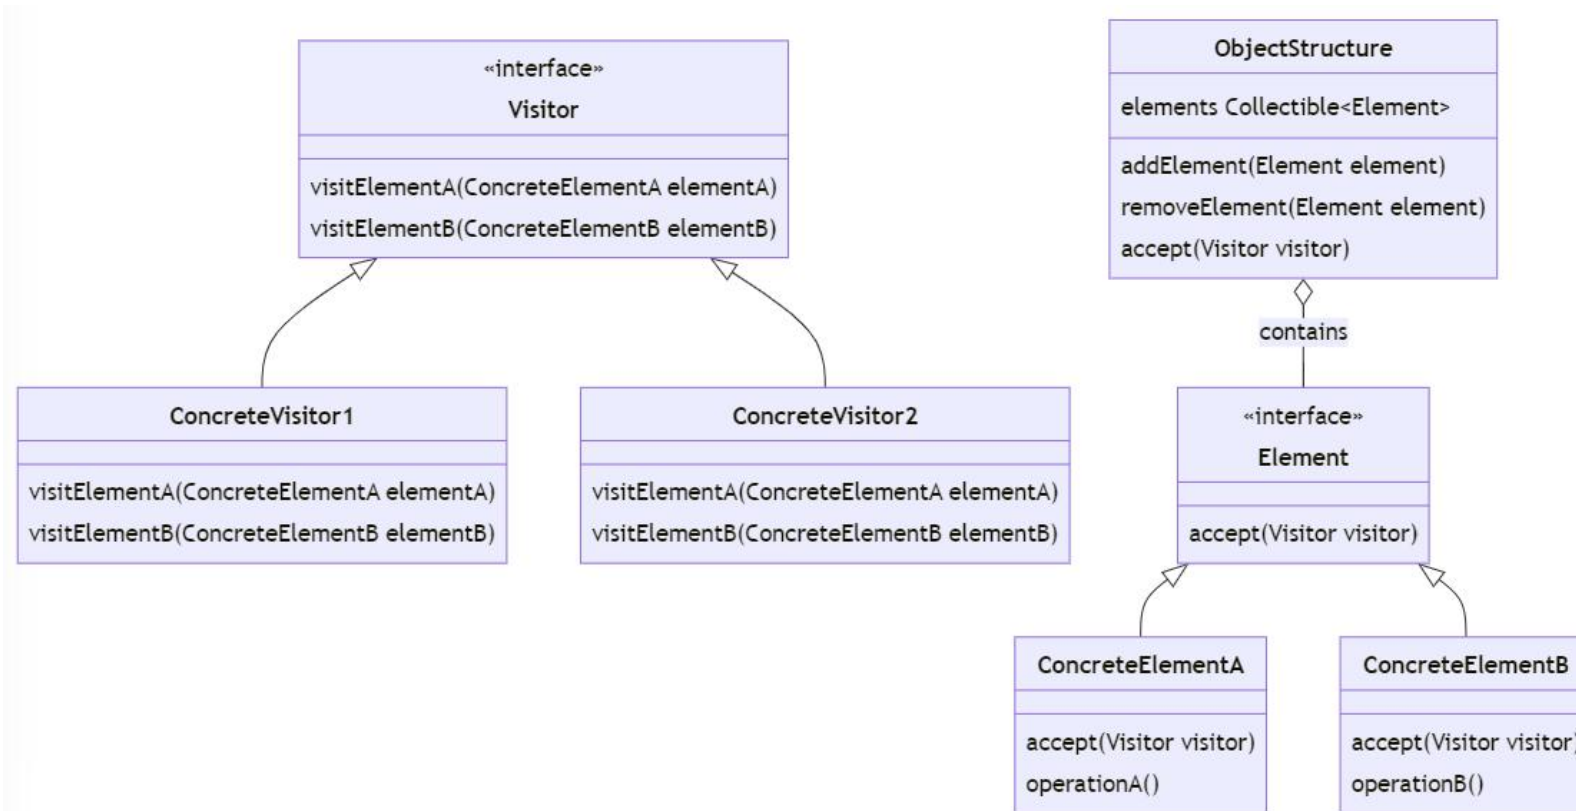 «interface»
Visitor
visitElementA(ConcreteElementA elementA)
visitElementB(ConcreteElementB elementB)
ObjectStructure
elements Collectible<Element>
addElement(Element element)
removeElement(Element element)
accept(Visitor visitor)
contains
ConcreteVisitor1
visitElementA(ConcreteElementA elementA)
visitElementB(ConcreteElementB elementB)
ConcreteVisitor2
visitElementA(ConcreteElementA elementA)
visitElementB(ConcreteElementB elementB)
«interface»
Element
accept(Visitor visitor)
ConcreteElementA
accept(Visitor visitor)
operationA()
ConcreteElementB
accept(Visitor visitor)
operationB()